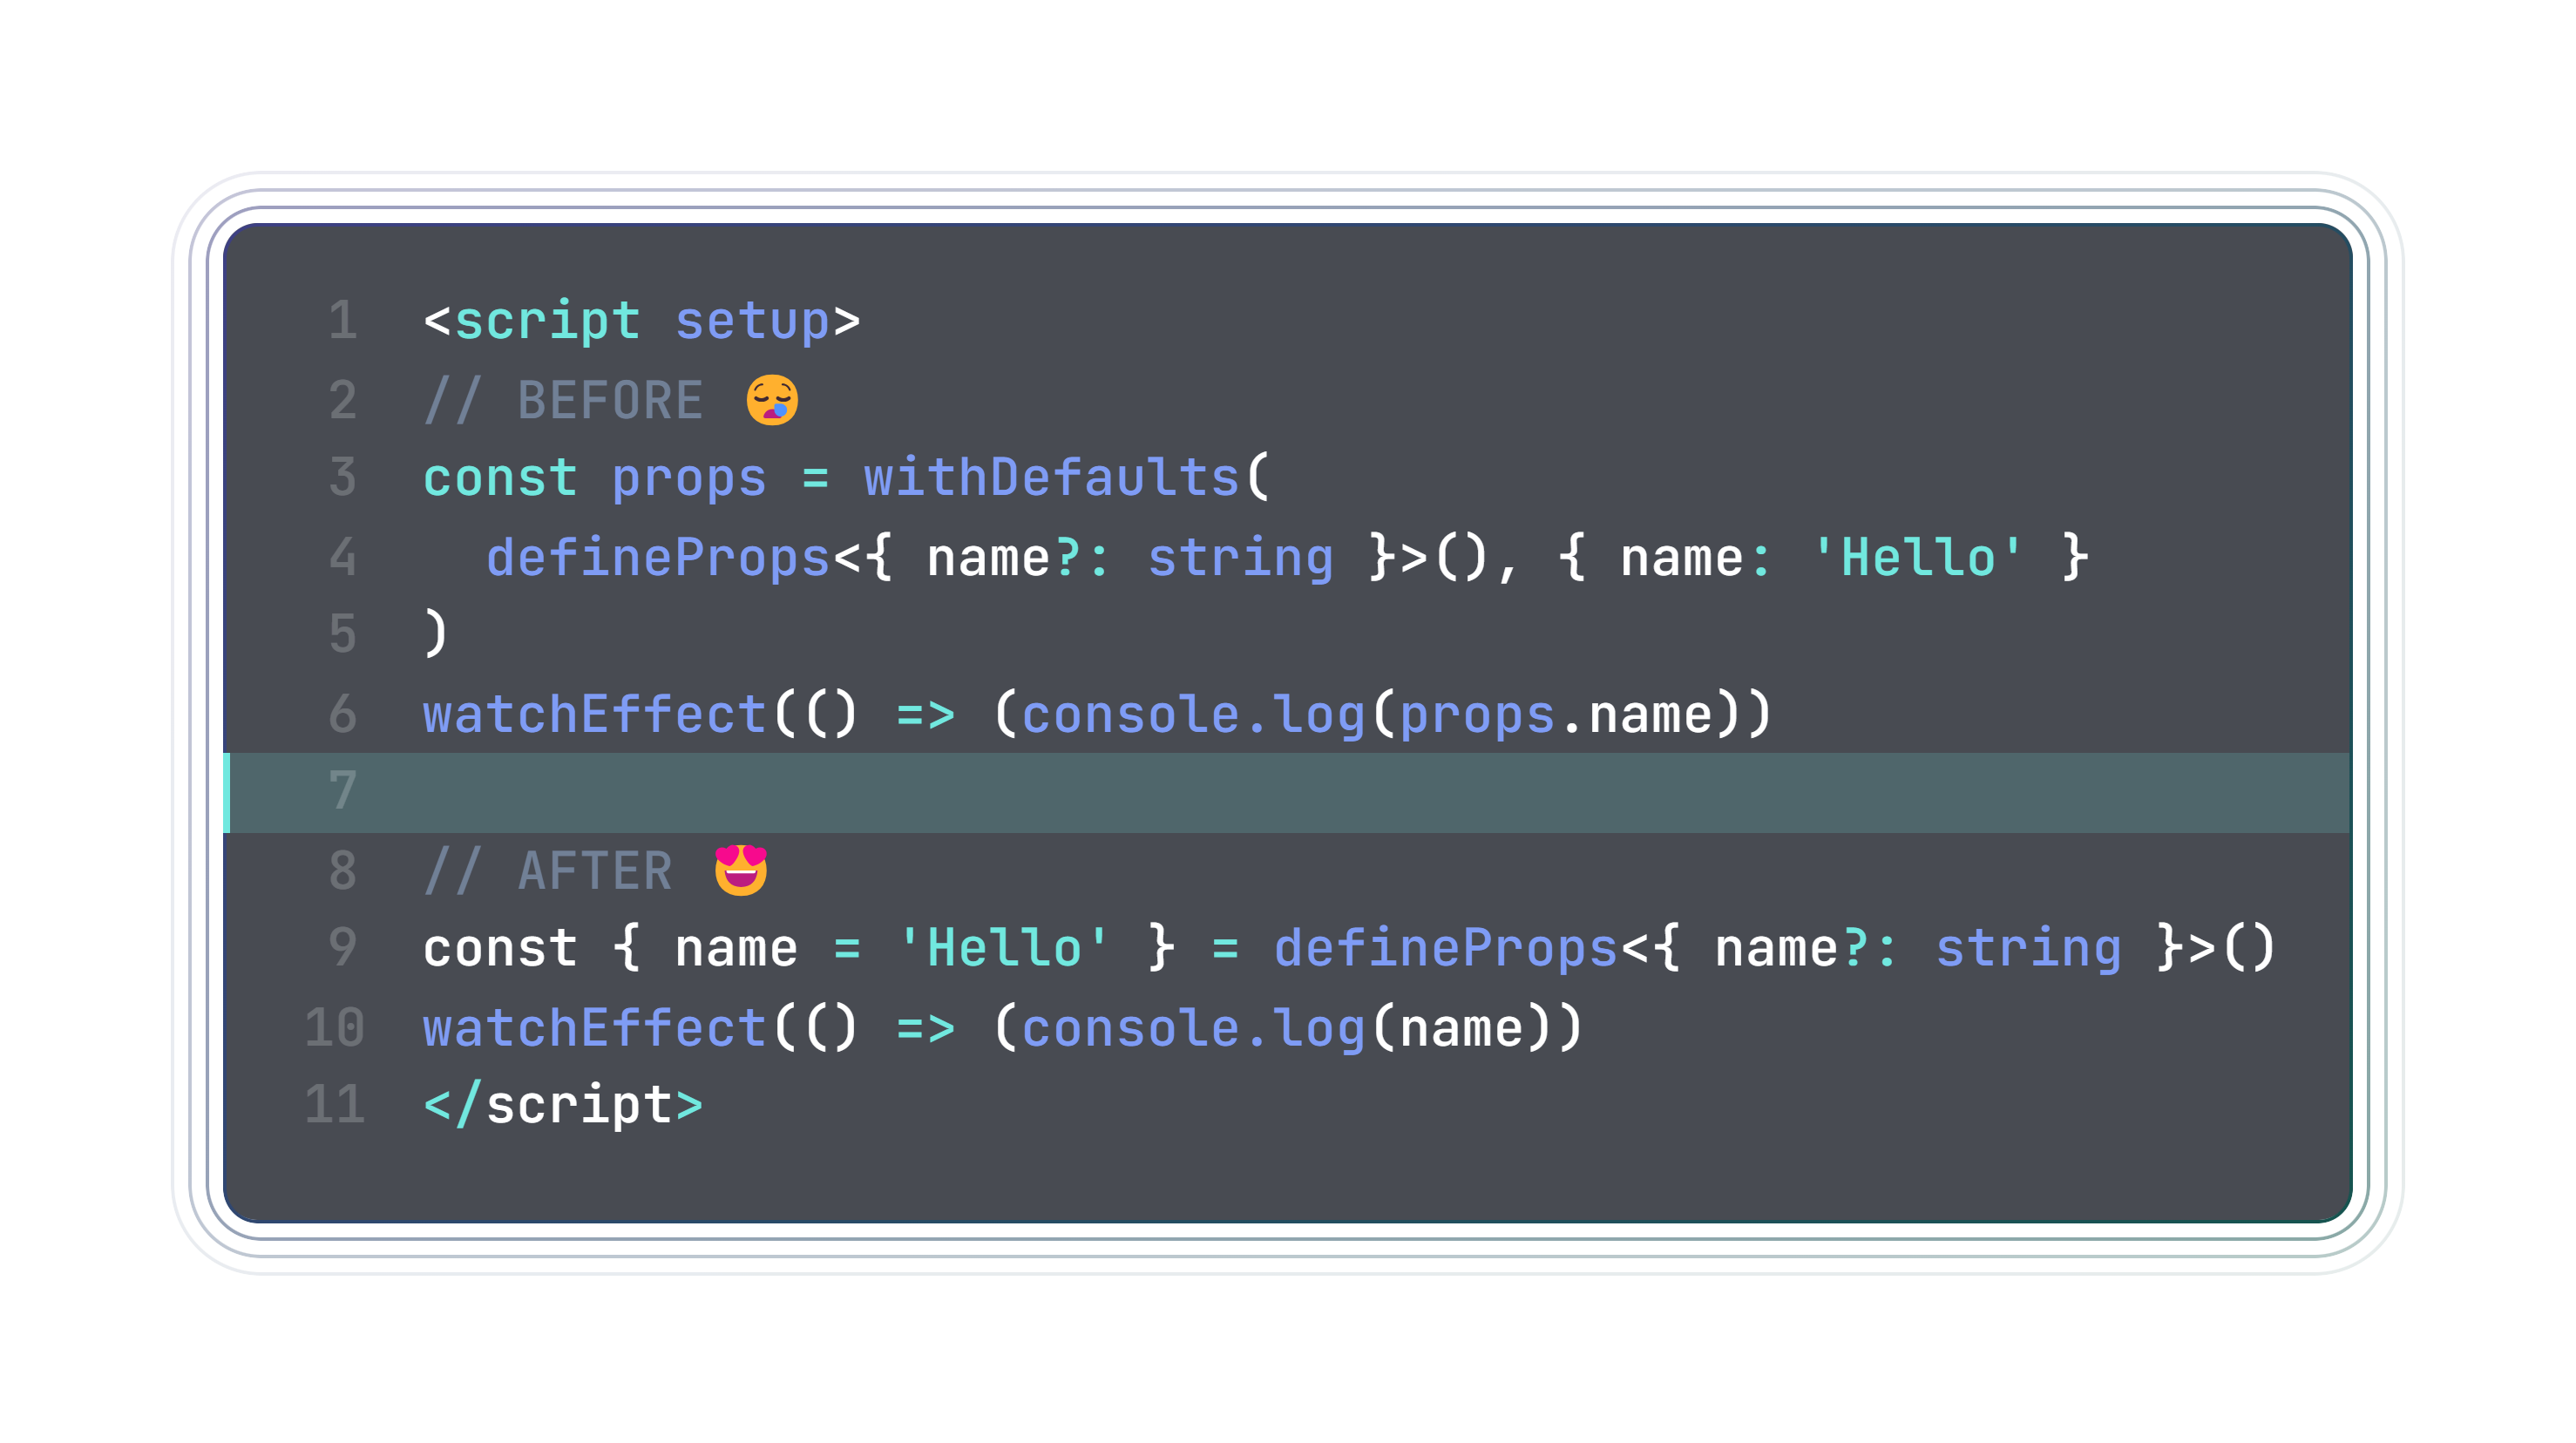 1 <script setup>
2 // BEFORE 😪
3 const props = withDefaults(
4   defineProps<{ name?: string }>(), { name: 'Hello' }
5 )
6 watchEffect(() => (console.log(props.name))
7
8 // AFTER 🤩
9 const { name = 'Hello' } = defineProps<{ name?: string }>()
10 watchEffect(() => (console.log(name))
11 </script>